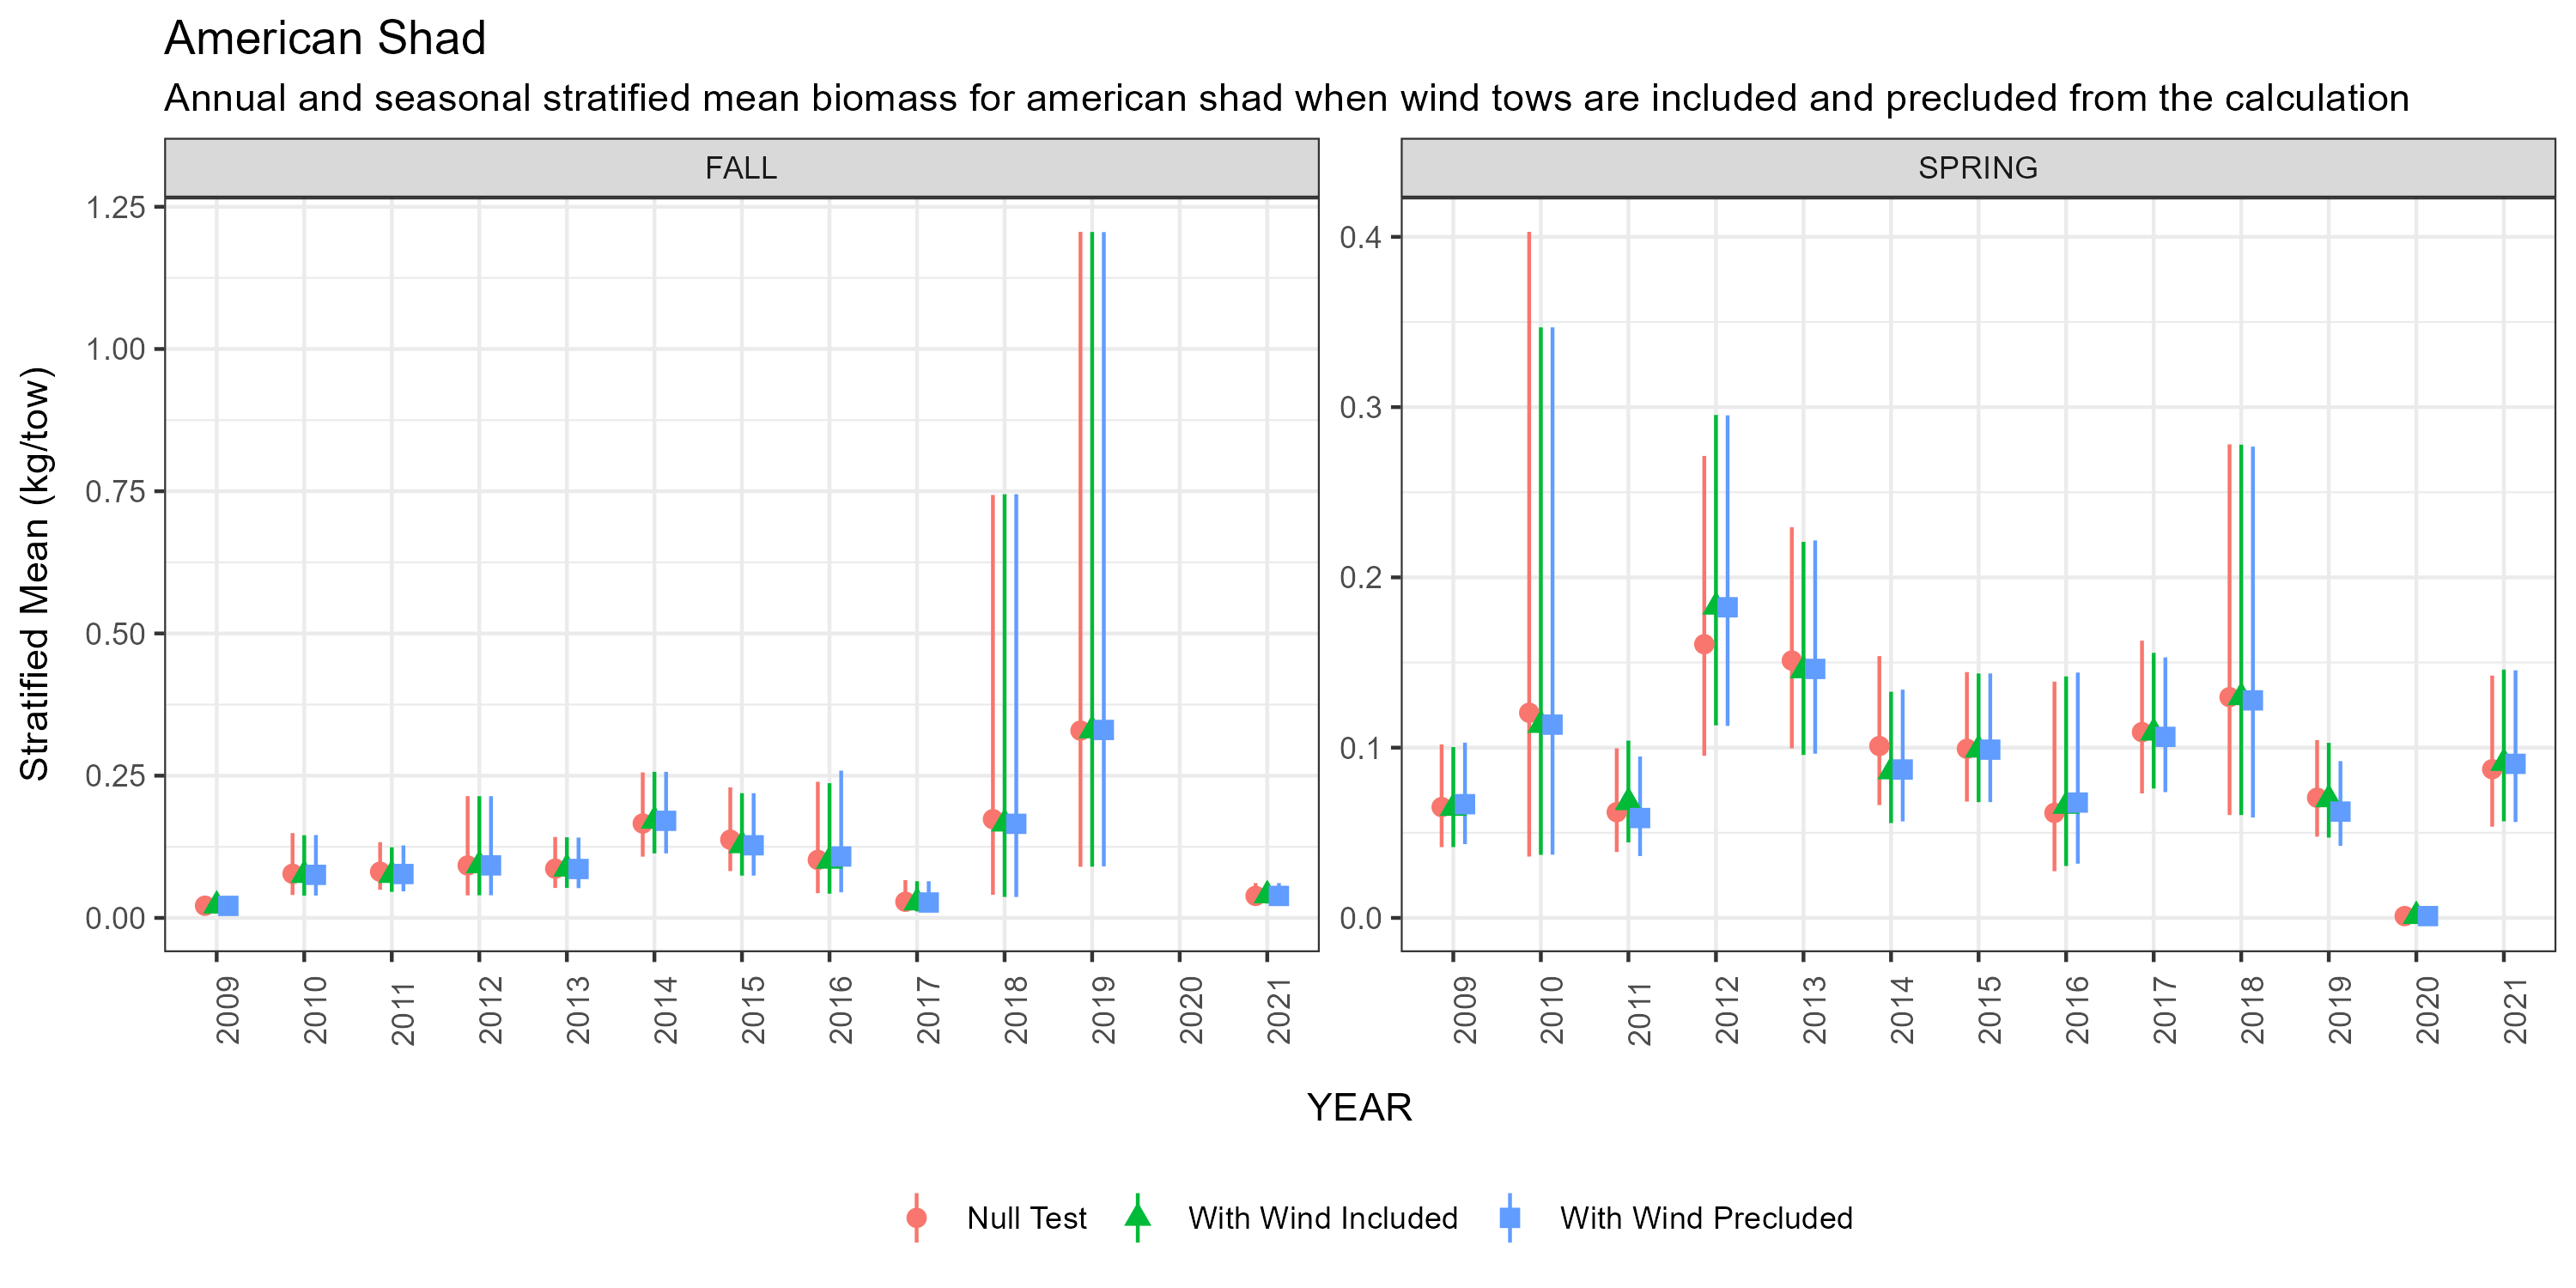 American Shad
Annual and seasonal stratified mean biomass for american shad when wind tows are included and precluded from the calculation
FALL
SPRING
Stratified Mean (kg/tow)
1.25
1.00
0.75
0.50
0.25
0.00
0.4
0.3
0.2
0.1
0.0
2009 2010 2011 2012 2013 2014 2015 2016 2017 2018 2019 2020 2021
2009 2010 2011 2012 2013 2014 2015 2016 2017 2018 2019 2020 2021
YEAR
Null Test With Wind Included With Wind Precluded